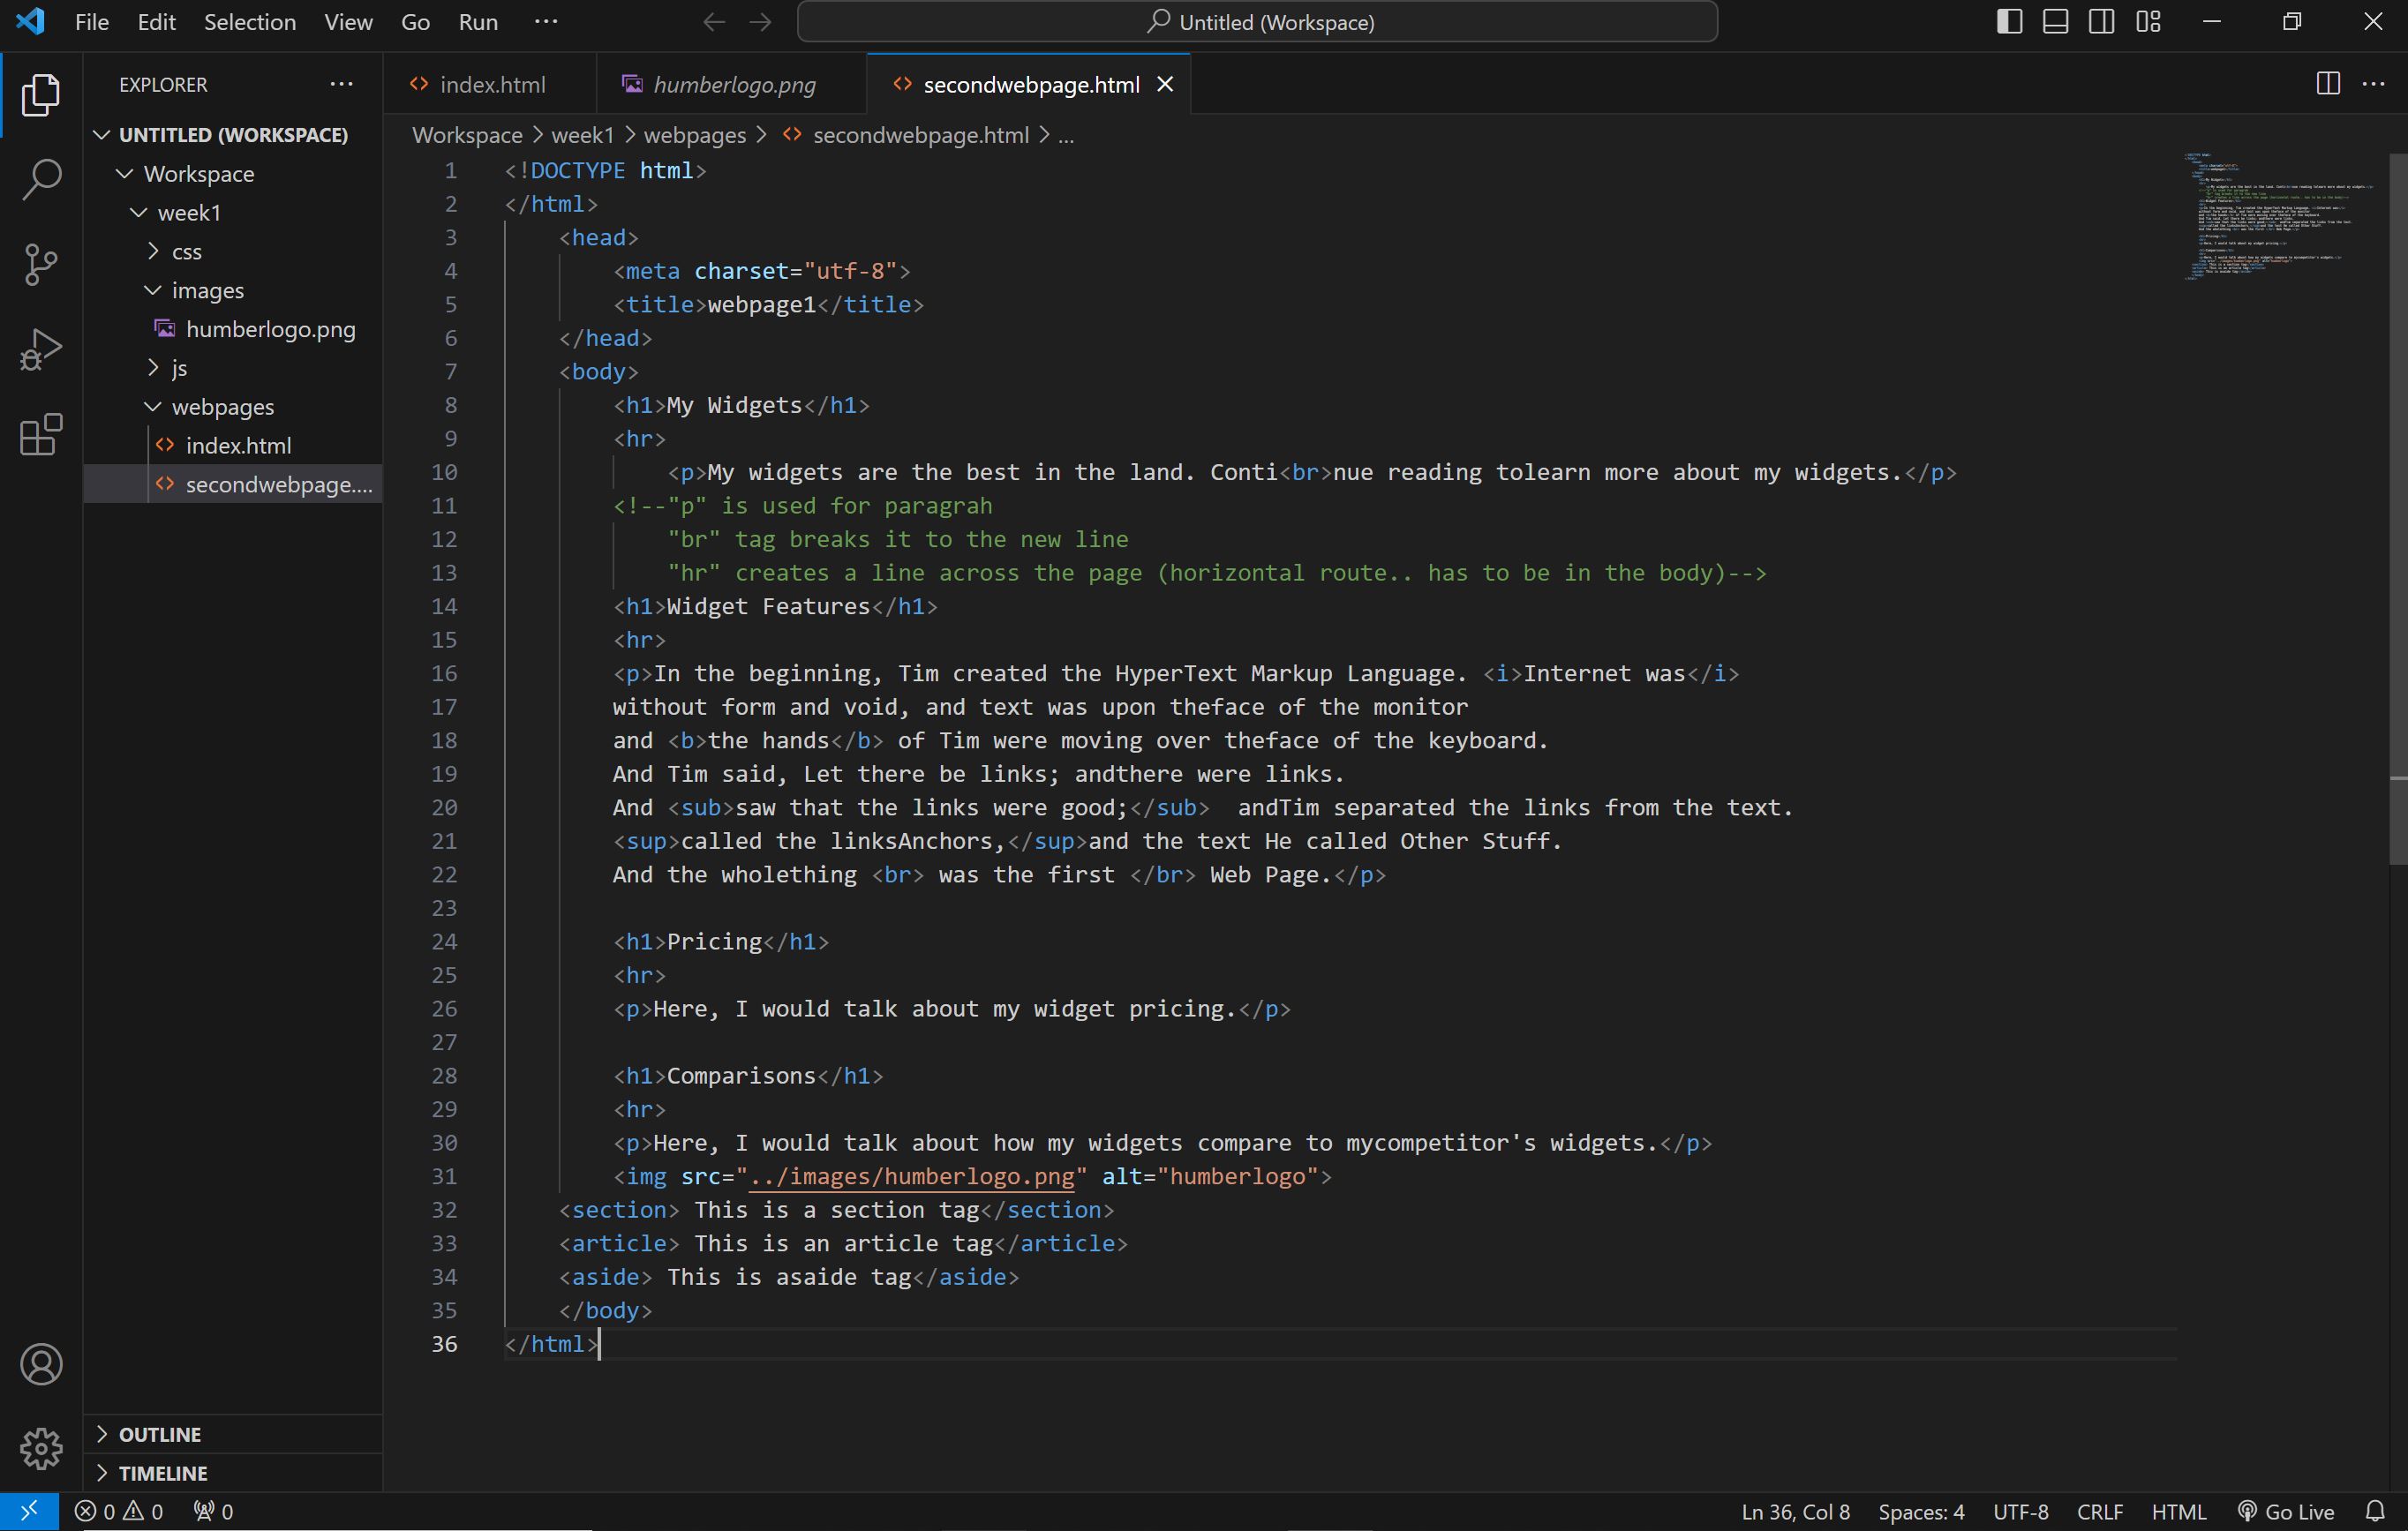 File Edit Selection View Go Run ···
Untitled (Workspace)
EXPLORER ···
UNTITLED (WORKSPACE)
Workspace
week1
css
images
humberlogo.png
js
webpages
index.html
secondwebpage....
OUTLINE
TIMELINE
index.html humberlogo.png secondwebpage.html
Workspace > week1 > webpages > secondwebpage.html > ...
1 <!DOCTYPE html>
2 </html>
3 <head>
4 <meta charset="utf-8">
5 <title>webpage1</title>
6 </head>
7 <body>
8 <h1>My Widgets</h1>
9 <hr>
10 <p>My widgets are the best in the land. Conti<br>nue reading tolearn more about my widgets.</p>
11 <!--"p" is used for paragrah
12 "br" tag breaks it to the new line
13 "hr" creates a line across the page (horizontal route.. has to be in the body)-->
14 <h1>Widget Features</h1>
15 <hr>
16 <p>In the beginning, Tim created the HyperText Markup Language. <i>Internet was</i>
17 without form and void, and text was upon theface of the monitor
18 and <b>the hands</b> of Tim were moving over theface of the keyboard.
19 And Tim said, Let there be links; andthere were links.
20 And <sub>saw that the links were good;</sub>  andTim separated the links from the text.
21 <sup>called the linksAnchors,</sup>and the text He called Other Stuff.
22 And the wholething <br> was the first </br> Web Page.</p>
23
24 <h1>Pricing</h1>
25 <hr>
26 <p>Here, I would talk about my widget pricing.</p>
27
28 <h1>Comparisons</h1>
29 <hr>
30 <p>Here, I would talk about how my widgets compare to mycompetitor's widgets.</p>
31 <img src="../images/humberlogo.png" alt="humberlogo">
32 <section> This is a section tag</section>
33 <article> This is an article tag</article>
34 <aside> This is asaide tag</aside>
35 </body>
36 </html>
0 0 0 Ln 36, Col 8 Spaces: 4 UTF-8 CRLF HTML Go Live